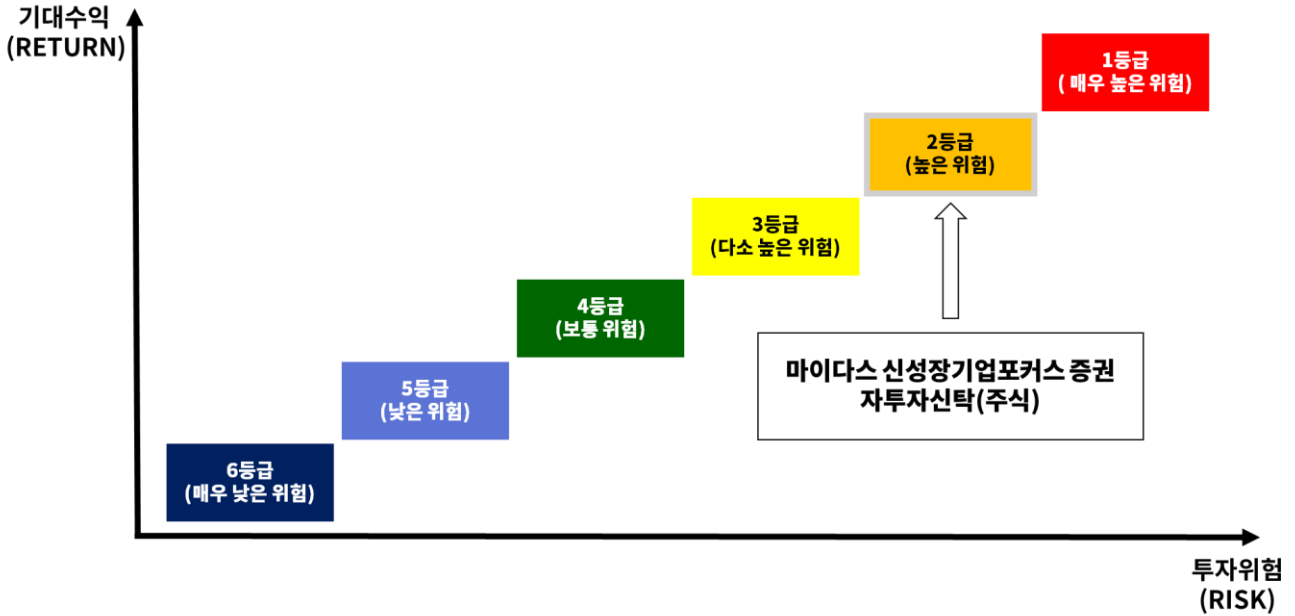 기대수익
(RETURN)
1등급
( 매우 높은 위험)
2등급
(높은 위험)
3등급
(다소 높은 위험)
4등급
(보통 위험)
마이다스 신성장기업포커스 증권
자투자신탁(주식)
5등급
(낮은 위험)
6등급
(매우 낮은 위험)
투자위험
(RISK)